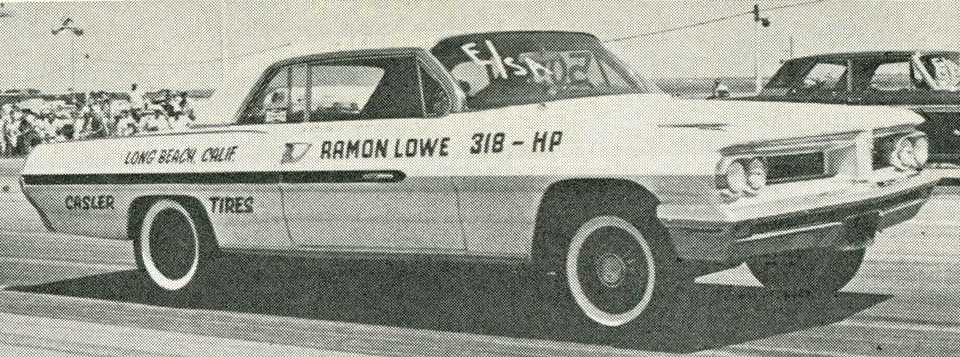 LONG BEACH, CALIF.
RAMON LOWE 318 - HP
CASLER TIRES